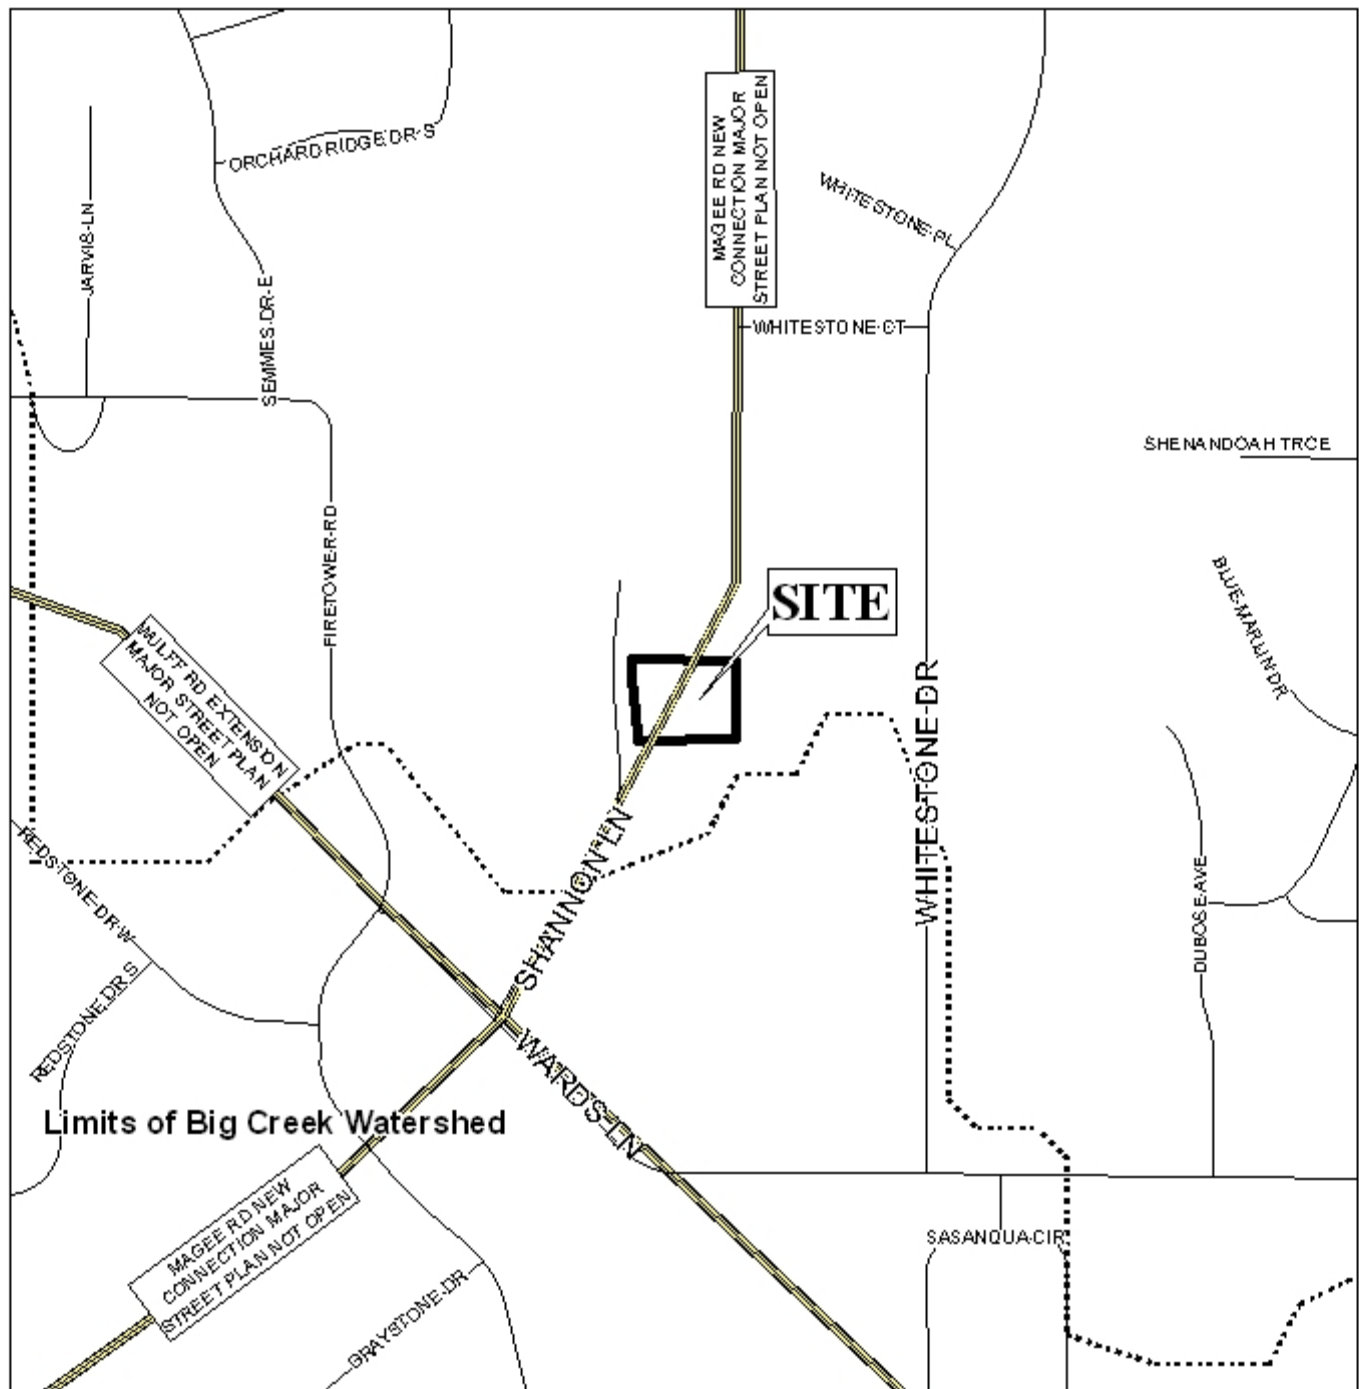 ORCHARD RIDGE DR S
JARVIS LN
SEMMES DR E
MAGEE RD NEW
CONNECTION MAJOR
STREET PLAN NOT OPEN
WHITESTONE PL
WHITESTONE CT
SHENANDOAH TRCE
FIRETOWER RD
BLUE MARLIN DR
SITE
WULFF RD EXTENSION
MAJOR STREET PLAN
NOT OPEN
WHITESTONE DR
SHANNON LN
REDSTONE DR W
DUBOSE AVE
REDSTONE DR S
WARDS LN
Limits of Big Creek Watershed
MAGEE RD NEW
CONNECTION MAJOR
STREET PLAN NOT OPEN
SASANQUA CIR
GRAYSTONE DR